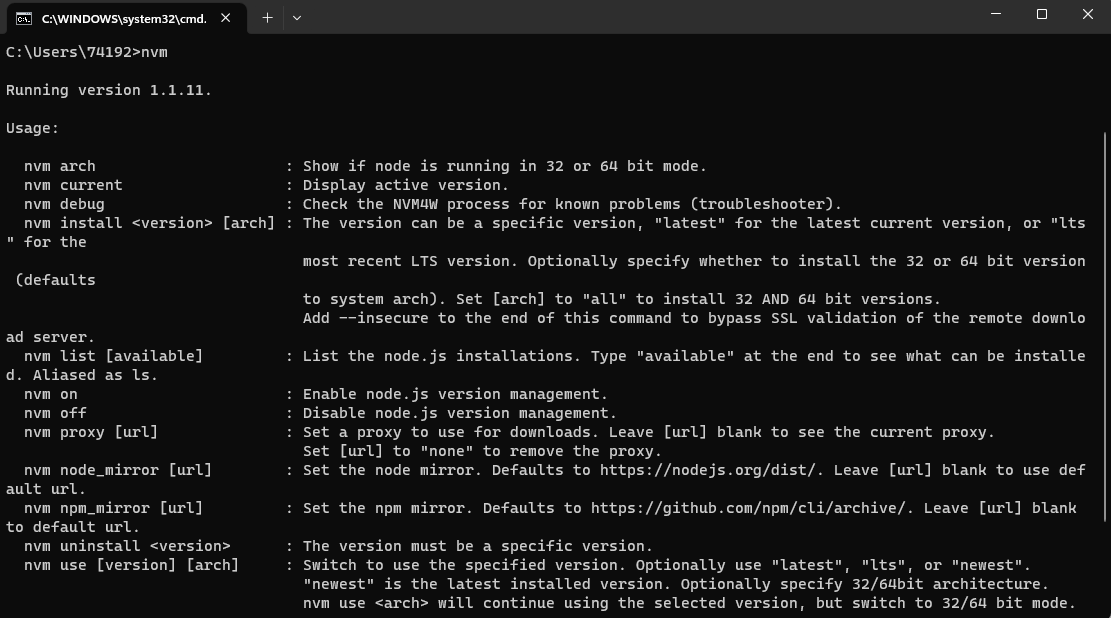 C:\WINDOWS\system32\cmd.
C:\Users\74192>nvm
Running version 1.1.11.
Usage:
nvm arch : Show if node is running in 32 or 64 bit mode.
nvm current : Display active version.
nvm debug : Check the NVM4W process for known problems (troubleshooter).
nvm install <version> [arch] : The version can be a specific version, "latest" for the latest current version, or "lts
" for the
most recent LTS version. Optionally specify whether to install the 32 or 64 bit version
(defaults
to system arch). Set [arch] to "all" to install 32 AND 64 bit versions.
Add --insecure to the end of this command to bypass SSL validation of the remote downlo
ad server.
nvm list [available] : List the node.js installations. Type "available" at the end to see what can be installe
d. Aliased as ls.
nvm on : Enable node.js version management.
nvm off : Disable node.js version management.
nvm proxy [url] : Set a proxy to use for downloads. Leave [url] blank to see the current proxy.
Set [url] to "none" to remove the proxy.
nvm node_mirror [url] : Set the node mirror. Defaults to https://nodejs.org/dist/. Leave [url] blank to use def
ault url.
nvm npm_mirror [url] : Set the npm mirror. Defaults to https://github.com/npm/cli/archive/. Leave [url] blank
to default url.
nvm uninstall <version> : The version must be a specific version.
nvm use [version] [arch] : Switch to use the specified version. Optionally use "latest", "lts", or "newest".
"newest" is the latest installed version. Optionally specify 32/64bit architecture.
nvm use <arch> will continue using the selected version, but switch to 32/64 bit mode.